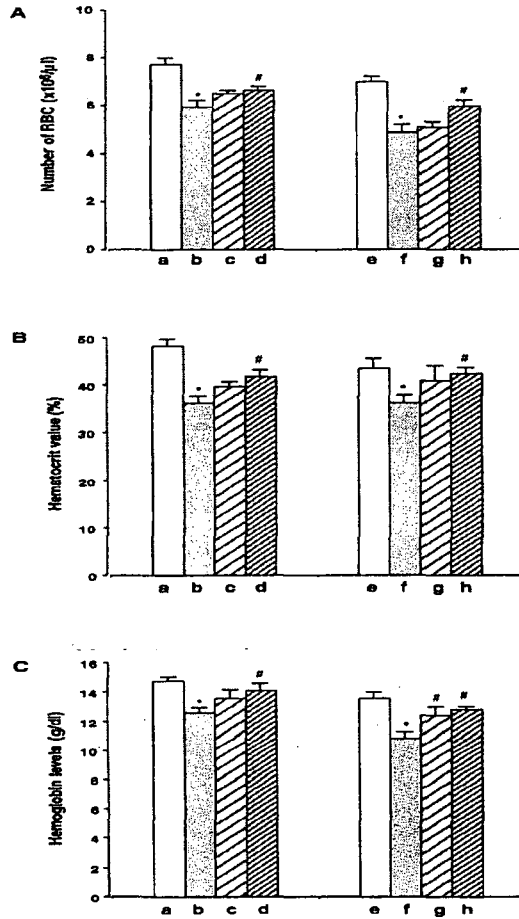 A
Number of RBC (x10⁶/µl)
8
6
4
2
0
* # * #
a b c d e f g h
B
Hematocrit value (%)
50
40
30
20
10
0
* # * #
a b c d e f g h
C
Hemoglobin levels (g/dl)
16
14
12
10
8
6
4
2
0
* # * # #
a b c d e f g h